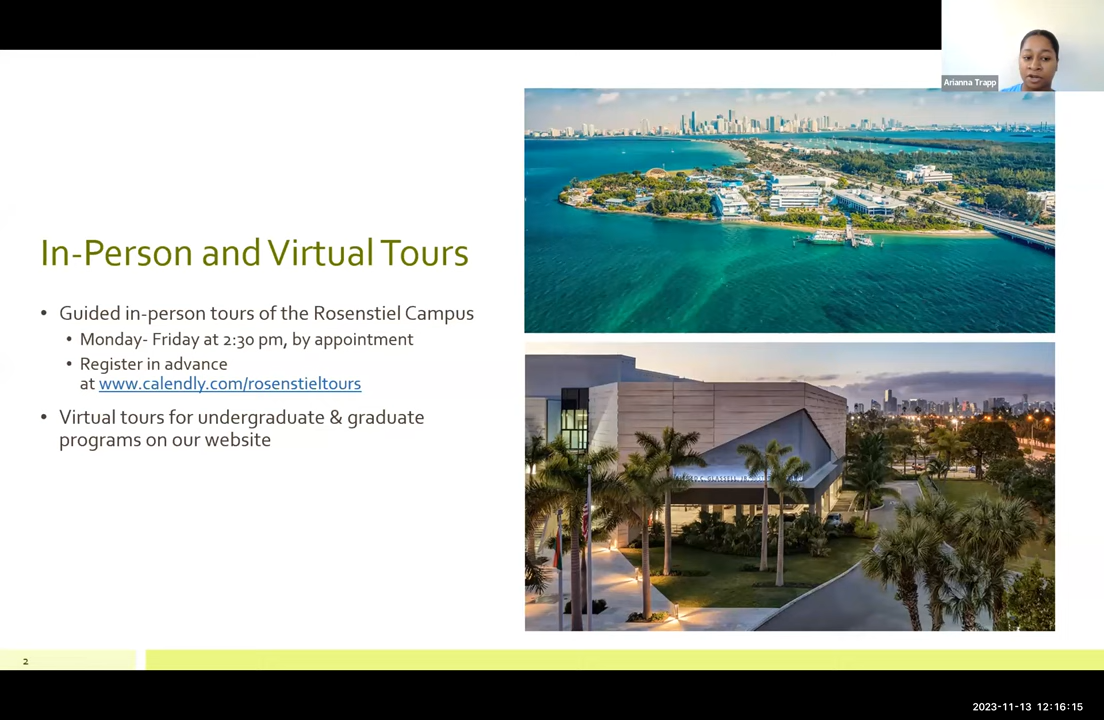 Arianna Trapp
In-Person and Virtual Tours
• Guided in-person tours of the Rosenstiel Campus
• Monday- Friday at 2:30 pm, by appointment
• Register in advance
at www.calendly.com/rosenstieltours
• Virtual tours for undergraduate & graduate
programs on our website
C. GLASSELL, JR.
2
2023-11-13 12:16:15